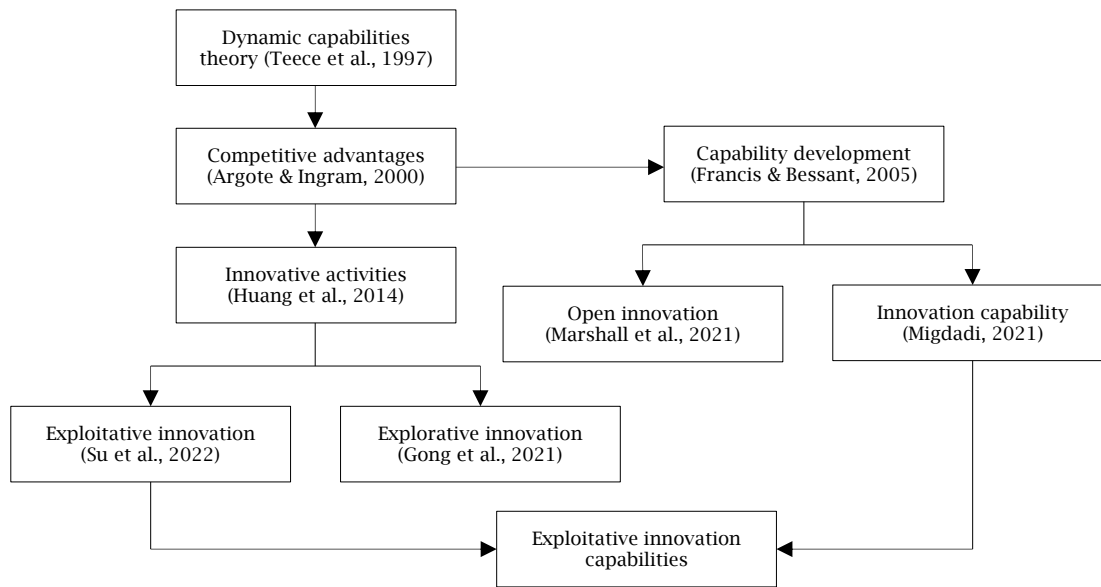 Dynamic capabilities
theory (Teece et al., 1997)
Competitive advantages
(Argote & Ingram, 2000)
Capability development
(Francis & Bessant, 2005)
Innovative activities
(Huang et al., 2014)
Open innovation
(Marshall et al., 2021)
Innovation capability
(Migdadi, 2021)
Exploitative innovation
(Su et al., 2022)
Explorative innovation
(Gong et al., 2021)
Exploitative innovation
capabilities